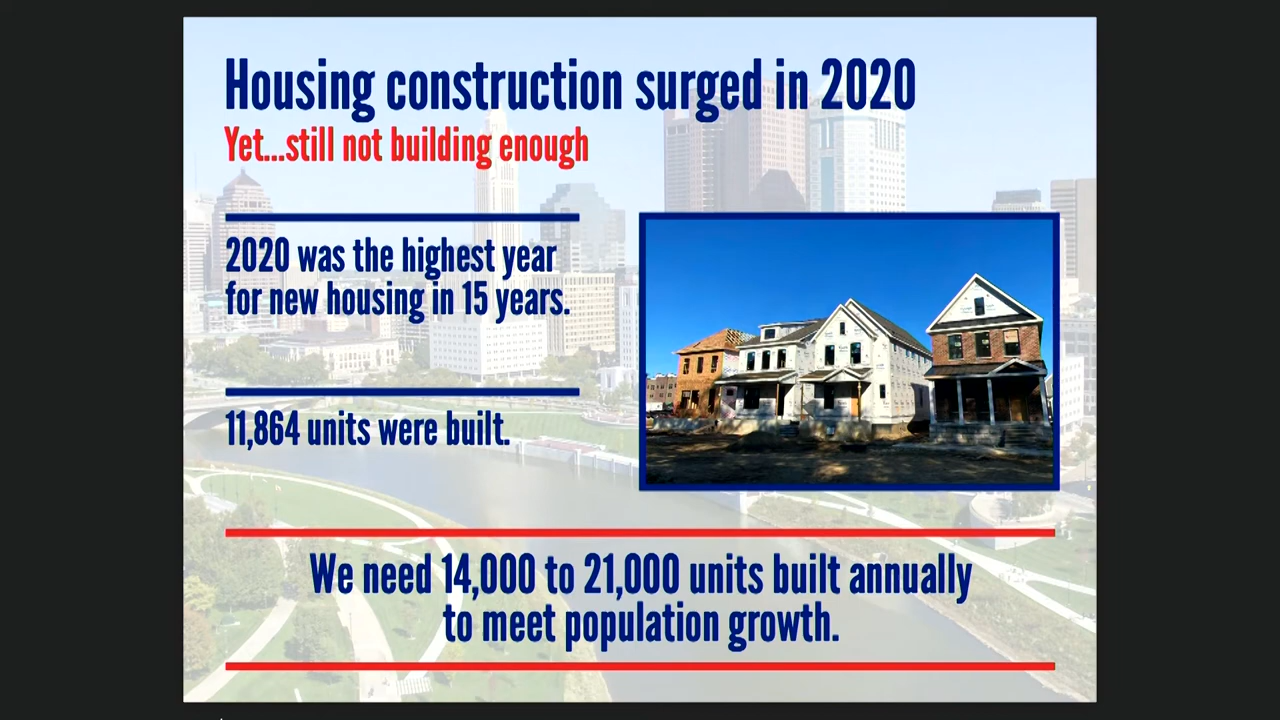 Housing construction surged in 2020
Yet...still not building enough
2020 was the highest year
for new housing in 15 years.
11,864 units were built.
We need 14,000 to 21,000 units built annually
to meet population growth.